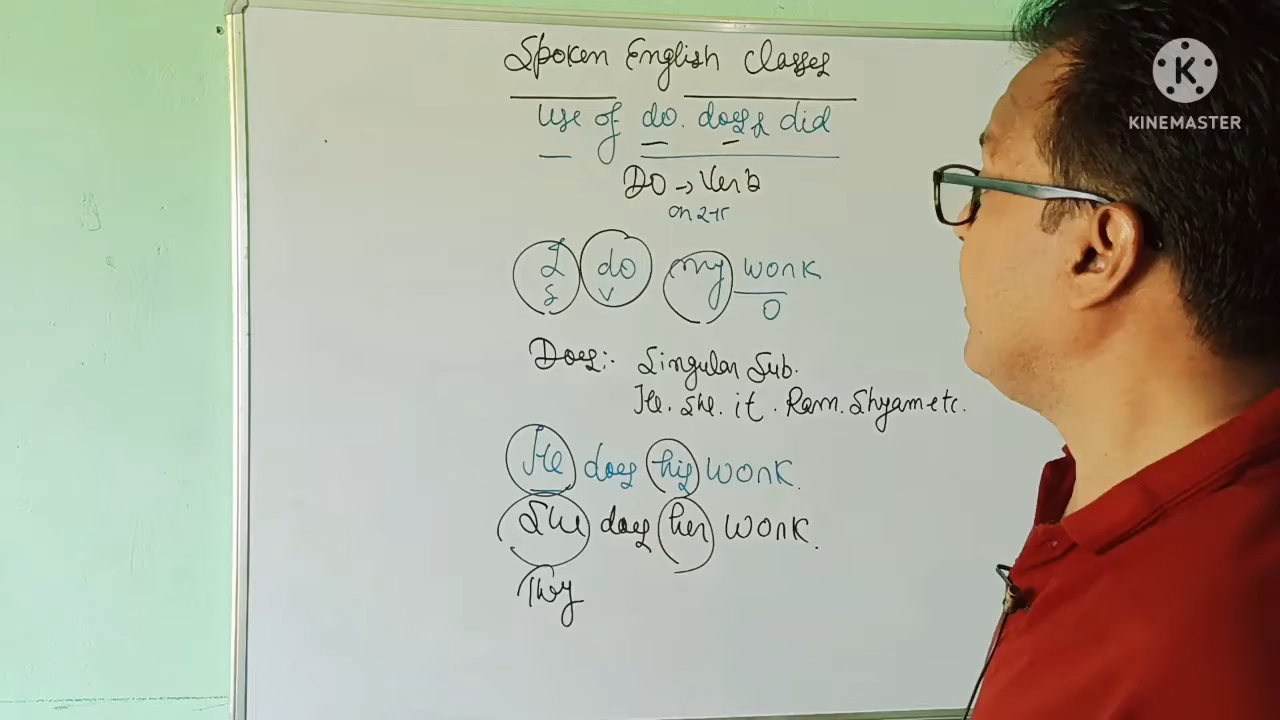 Spoken English Classes
use of do. does & did
DO → Verb
I do my work
S V O
Does:- Singular Sub.
He. She. it. Ram. Shyam etc.
He does his work.
She does her work.
They
KINEMASTER